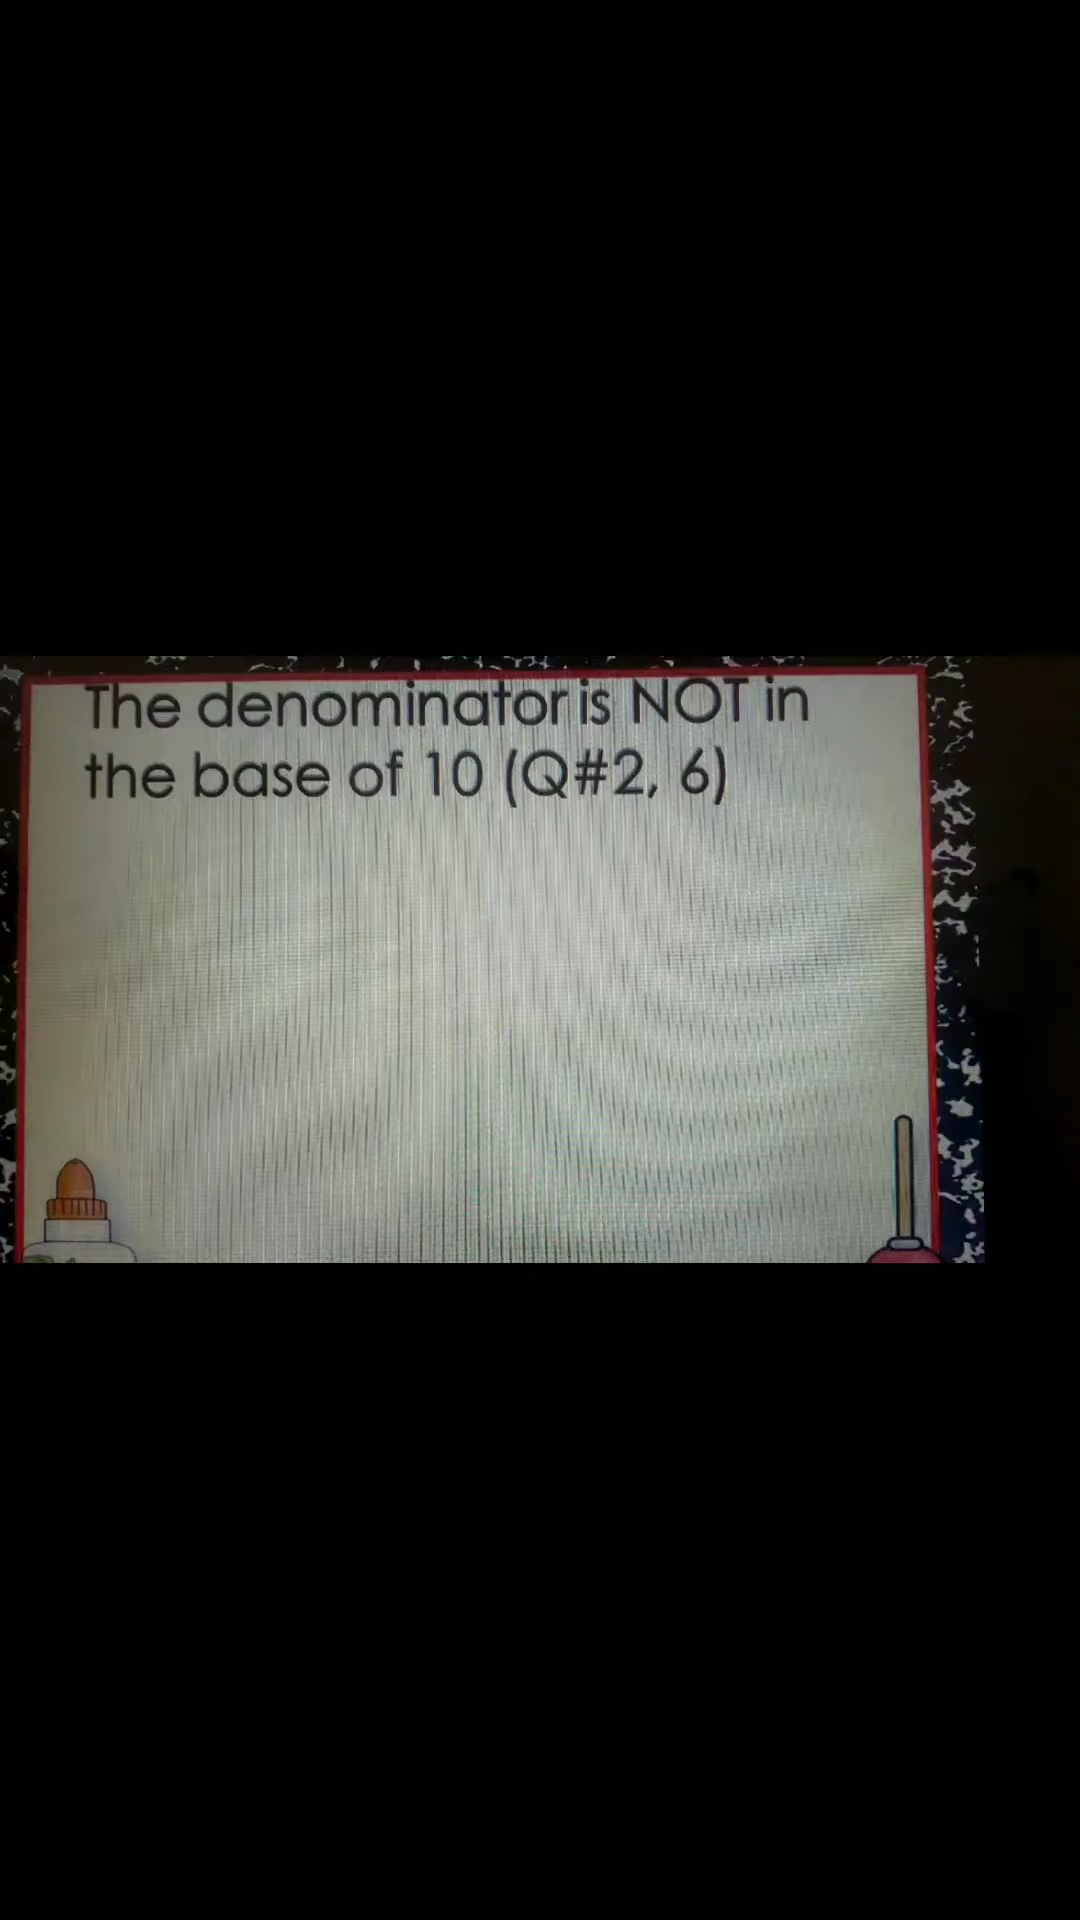 The denominator is NOT in
the base of 10 (Q#2, 6)